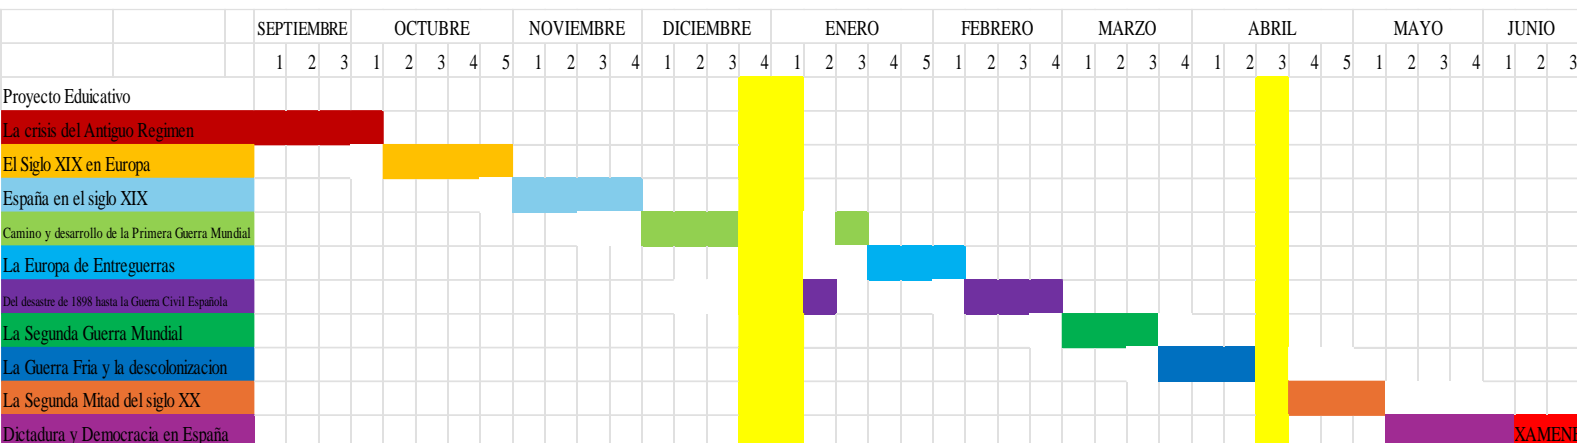 SEPTIEMBRE OCTUBRE NOVIEMBRE DICIEMBRE ENERO FEBRERO MARZO ABRIL MAYO JUNIO
1 2 3 1 2 3 4 5 1 2 3 4 1 2 3 4 1 2 3 4 5 1 2 3 4 1 2 3 4 1 2 3 4 5 1 2 3 4 1 2 3
Proyecto Eduicativo
La crisis del Antiguo Regimen
El Siglo XIX en Europa
España en el siglo XIX
Camino y desarrollo de la Primera Guerra Mundial
La Europa de Entreguerras
Del desastre de 1898 hasta la Guerra Civil Española
La Segunda Guerra Mundial
La Guerra Fria y la descolonizacion
La Segunda Mitad del siglo XX
Dictadura y Democracia en España XAMENE